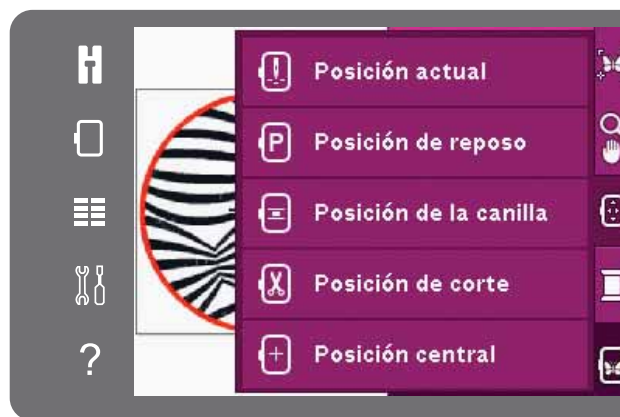 Posición actual
P
Posición de reposo
Posición de la canilla
Posición de corte
Posición central
?